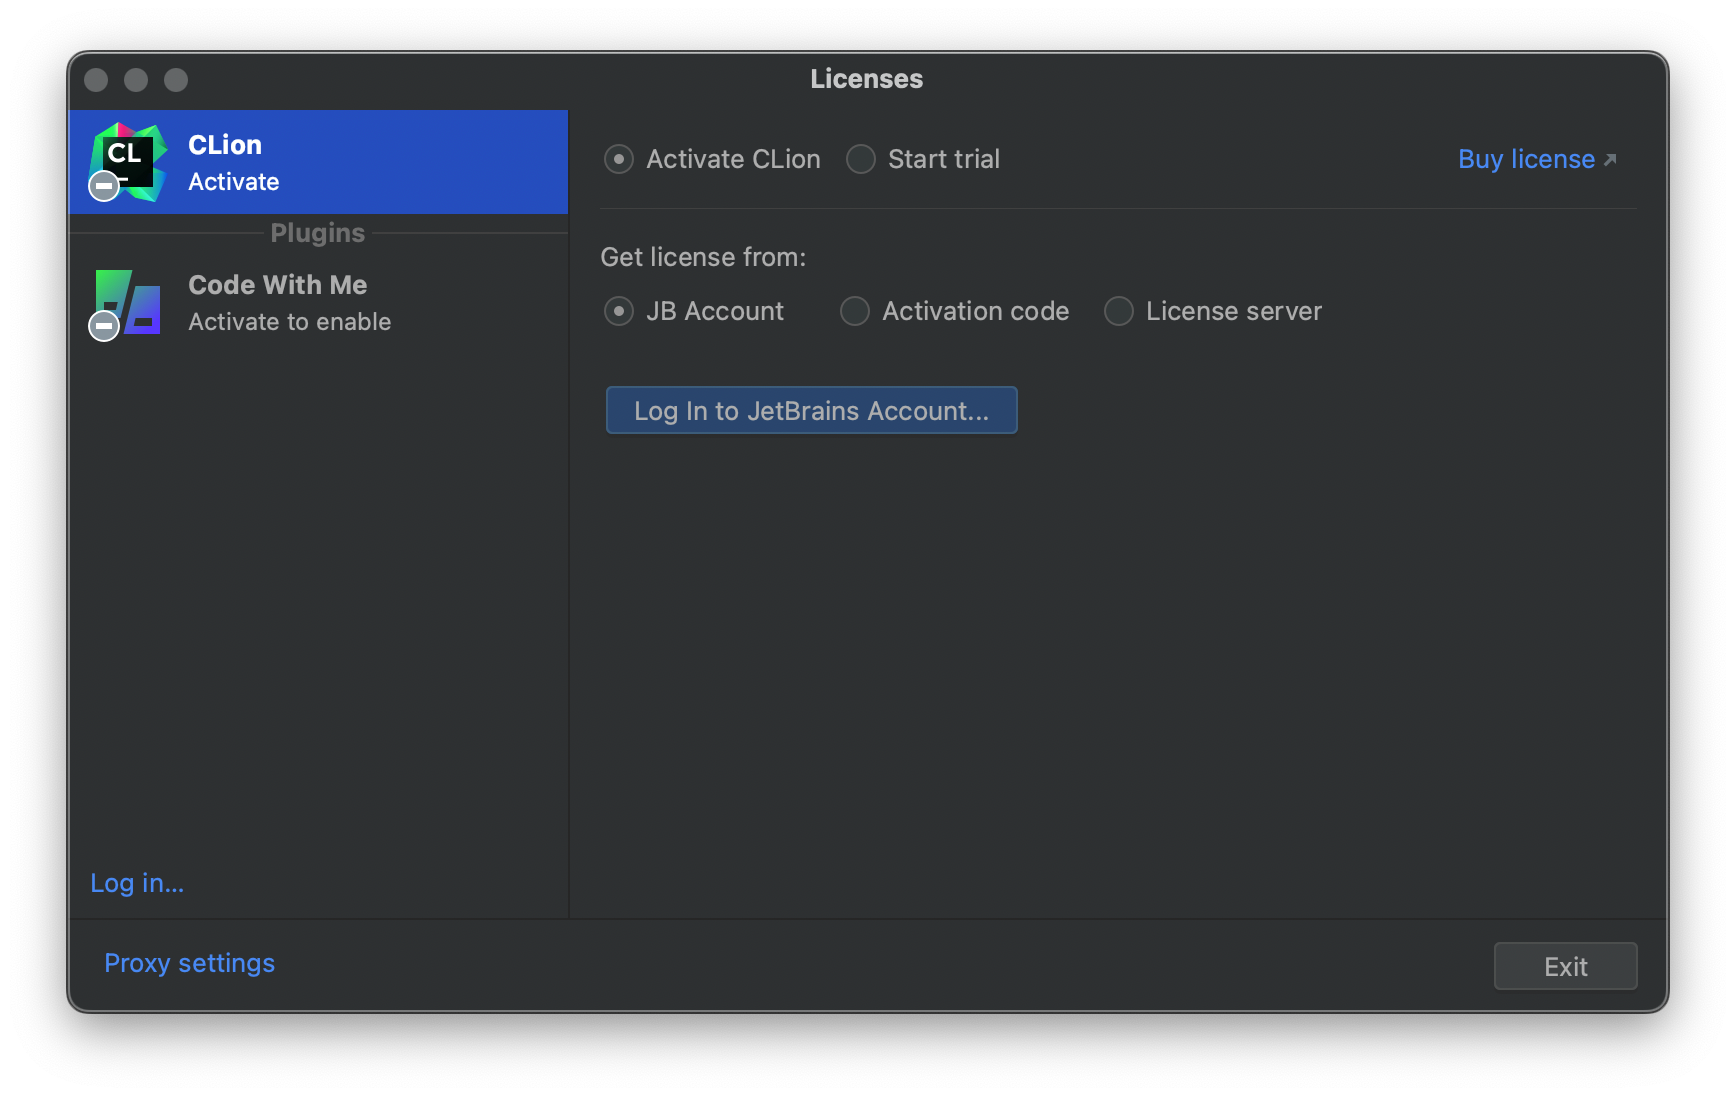 Licenses
CL
CLion
Activate
Plugins
Code With Me
Activate to enable
Log in...
Activate CLion
Start trial
Buy license
Get license from:
JB Account
Activation code
License server
Log In to JetBrains Account...
Proxy settings
Exit